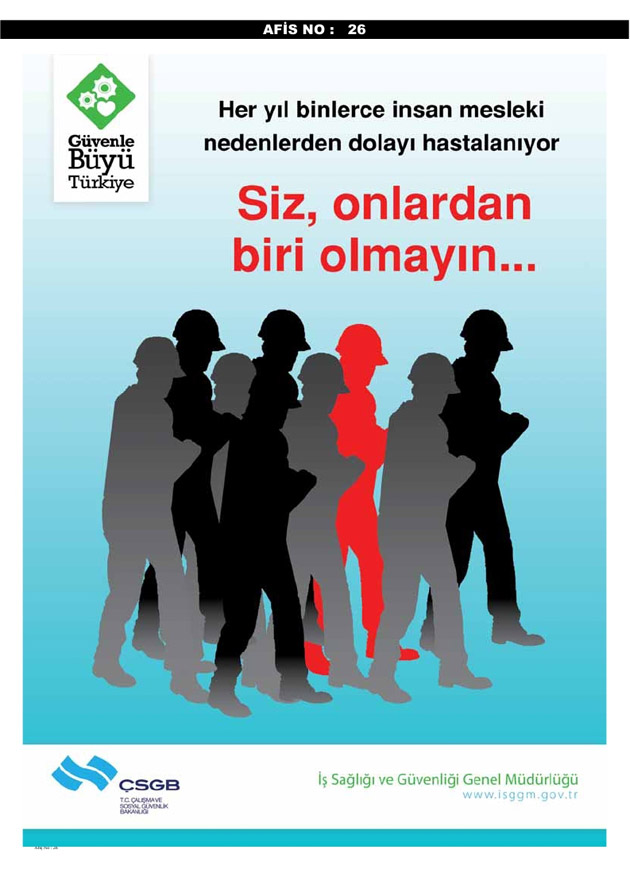 AFİS NO :  26
Güvenle
Büyü
Türkiye
Her yıl binlerce insan mesleki
nedenlerden dolayı hastalanıyor
Siz, onlardan
biri olmayın...
ÇSGB
T.C. ÇALIŞMA VE
SOSYAL GÜVENLİK
BAKANLIĞI
İş Sağlığı ve Güvenliği Genel Müdürlüğü
www.isggm.gov.tr